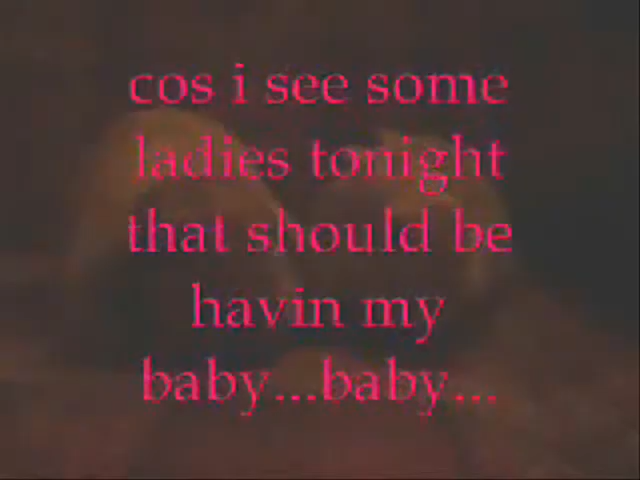 cos i see some
ladies tonight
that should be
havin my
baby...baby...